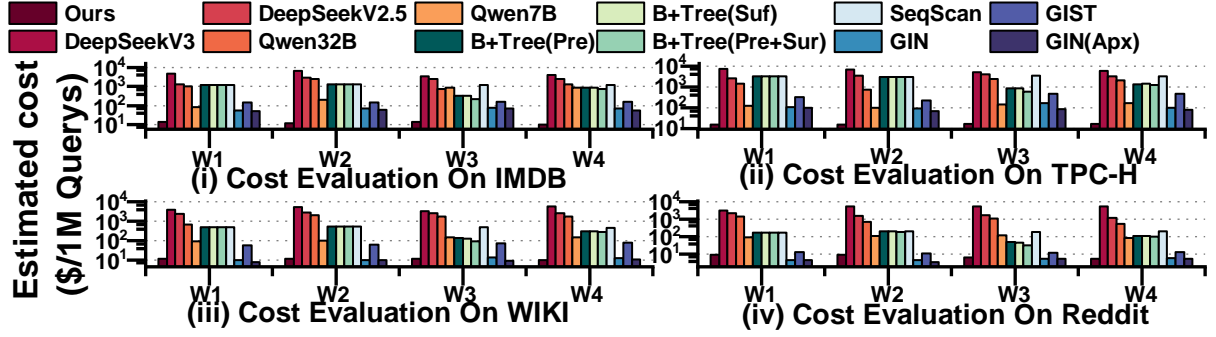 Ours DeepSeekV2.5 Qwen7B B+Tree(Suf) SeqScan GIST
DeepSeekV3 Qwen32B B+Tree(Pre) B+Tree(Pre+Sur) GIN GIN(Apx)
Estimated cost
($/1M Querys)
10^4
10^3
10^2
10^1
W1 W2 W3 W4
(i) Cost Evaluation On IMDB
10^4
10^3
10^2
10^1
W1 W2 W3 W4
(ii) Cost Evaluation On TPC-H
10^4
10^3
10^2
10^1
W1 W2 W3 W4
(iii) Cost Evaluation On WIKI
10^4
10^3
10^2
10^1
W1 W2 W3 W4
(iv) Cost Evaluation On Reddit